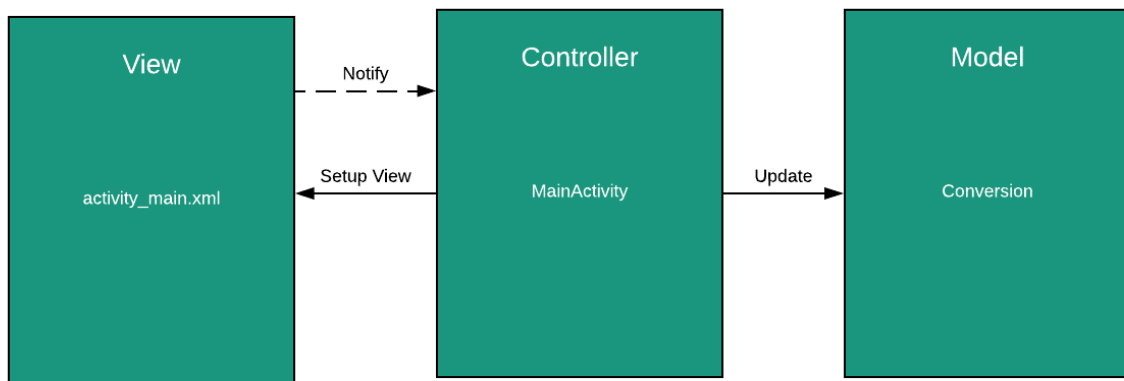 View
activity_main.xml
Notify
Setup View
Controller
MainActivity
Update
Model
Conversion